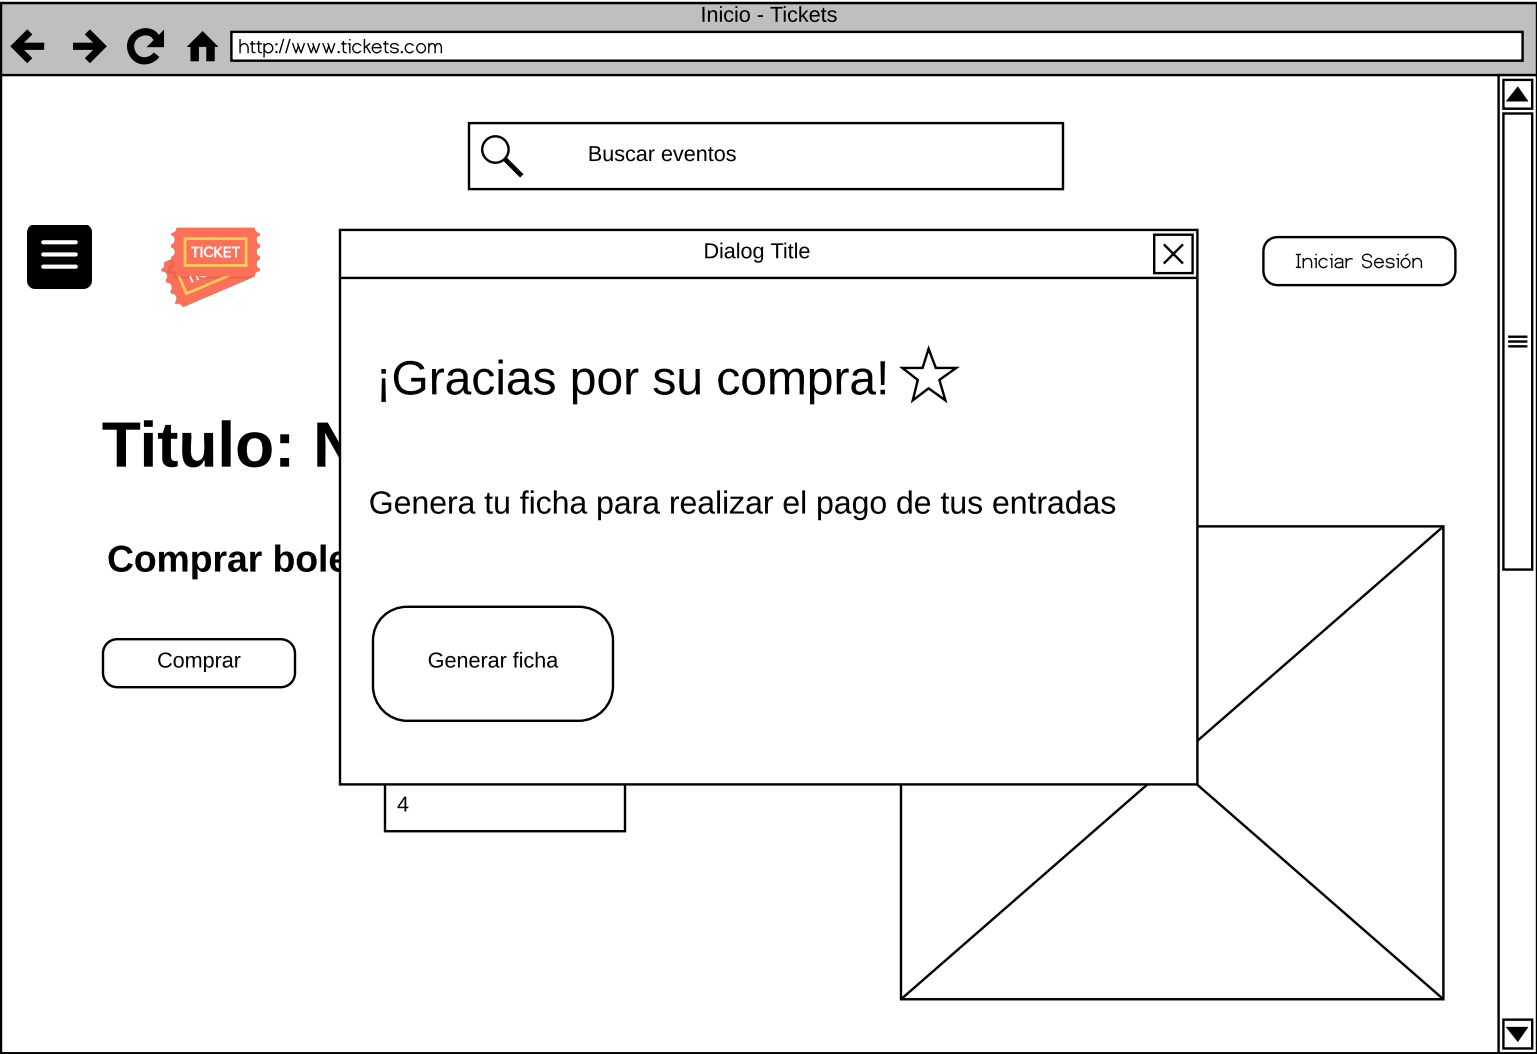 Inicio - Tickets
http://www.tickets.com
Buscar eventos
TICKET
Dialog Title
Iniciar Sesión
¡Gracias por su compra!
Titulo:
Genera tu ficha para realizar el pago de tus entradas
Comprar
Comprar
Generar ficha
4